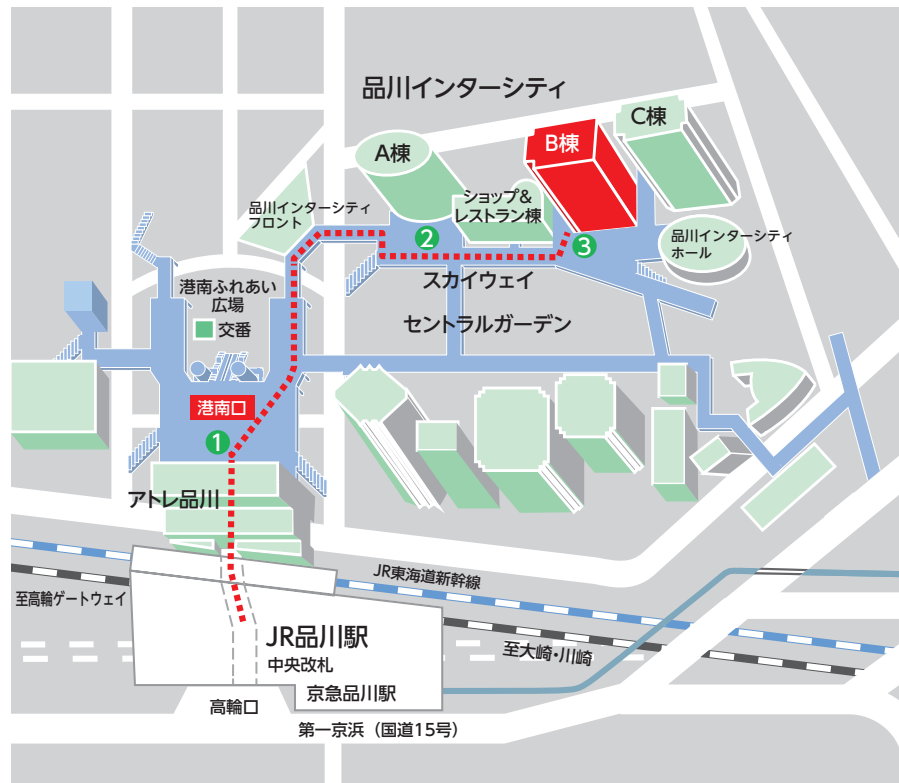 品川インターシティ
C棟
B棟
A棟
ショップ&
レストラン棟
品川インターシティ
フロント
2
3
品川インターシティ
ホール
スカイウェイ
港南ふれあい
広場
交番
セントラルガーデン
港南口
1
アトレ品川
JR東海道新幹線
至高輪ゲートウェイ
JR品川駅
中央改札
至大崎・川崎
京急品川駅
高輪口
第一京浜（国道15号）